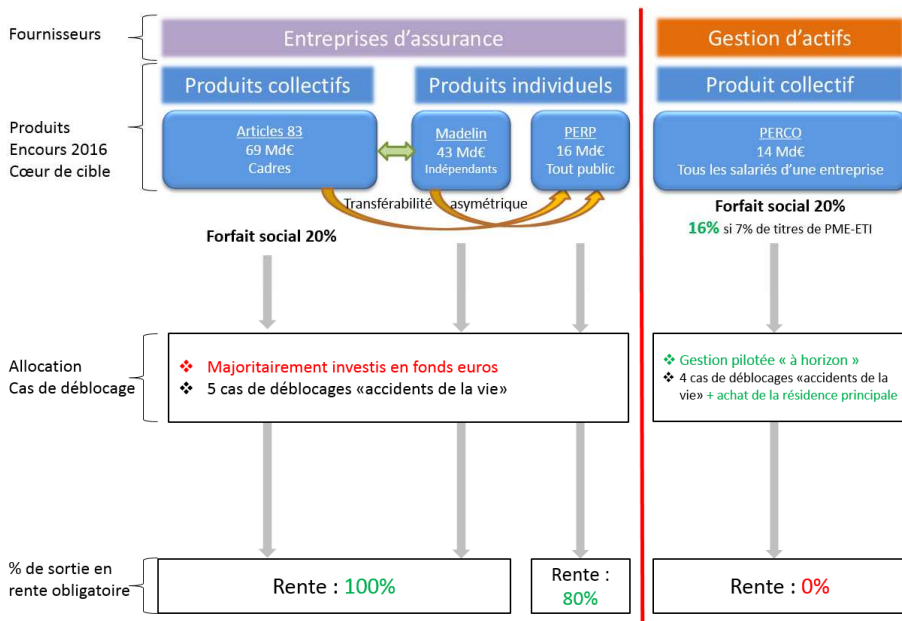 Fournisseurs
Entreprises d'assurance
Gestion d'actifs
Produits collectifs
Produits individuels
Produit collectif
Produits
Encours 2016
Cœur de cible
Articles 83
69 Md€
Cadres
Madelin
43 Md€
Indépendants
PERP
16 Md€
Tout public
PERCO
14 Md€
Tous les salariés d'une entreprise
Transférabilité asymétrique
Forfait social 20%
Forfait social 20%
16% si 7% de titres de PME-ETI
Allocation
Cas de déblocage
❖ Majoritairement investis en fonds euros
❖ 5 cas de déblocages «accidents de la vie»
❖ Gestion pilotée « à horizon »
❖ 4 cas de déblocages «accidents de la
vie» + achat de la résidence principale
% de sortie en
rente obligatoire
Rente : 100%
Rente :
80%
Rente : 0%